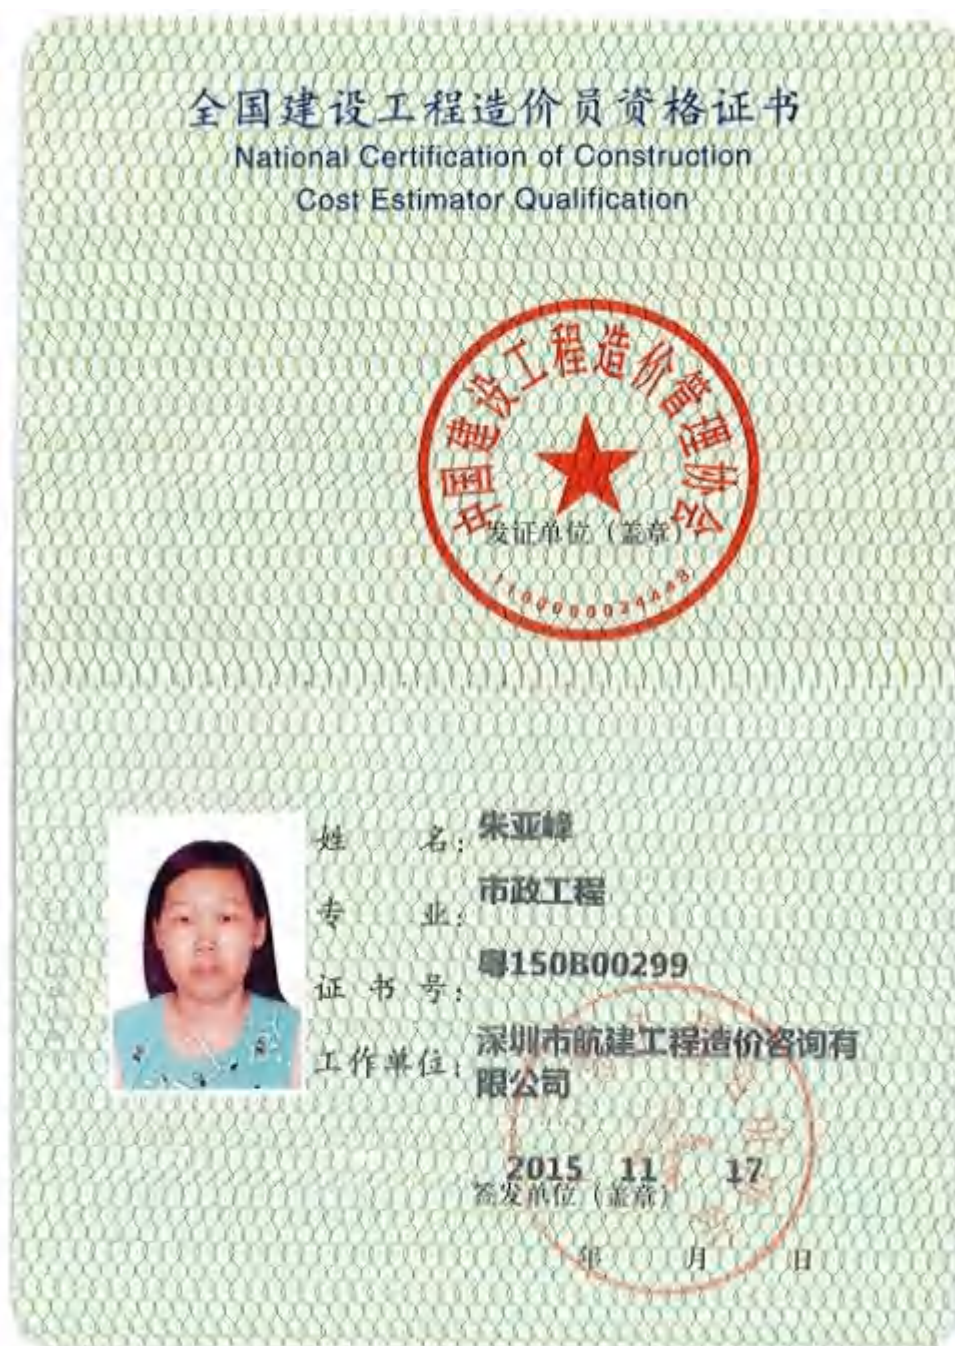 全国建设工程造价员资格证书
National Certification of Construction
Cost Estimator Qualification
中国建设工程造价管理协会
发证单位（盖章）
姓 名：朱亚峰
专 业：市政工程
证 书 号：粤150B00299
工作单位：深圳市航建工程造价咨询有
限公司
2015 11 17
签发单位（盖章）
年 月 日